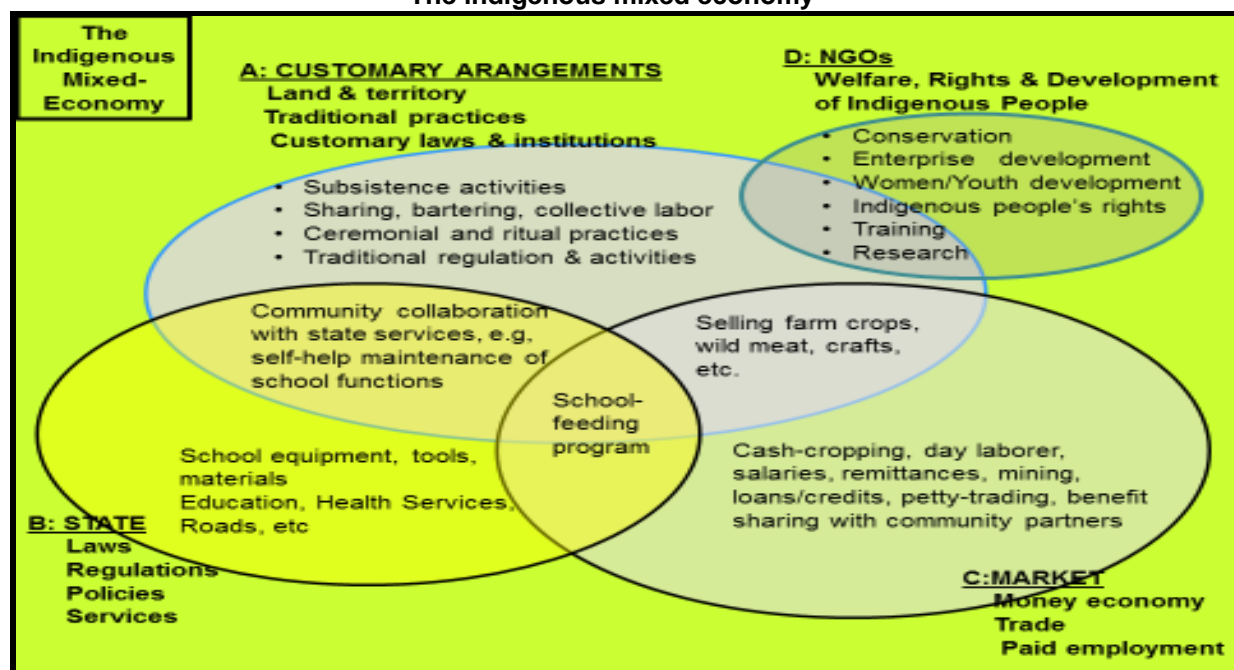 The indigenous mixed economy
The
Indigenous
Mixed-
Economy
A: CUSTOMARY ARANGEMENTS
Land & territory
Traditional practices
Customary laws & institutions
• Subsistence activities
• Sharing, bartering, collective labor
• Ceremonial and ritual practices
• Traditional regulation & activities
D: NGOs
Welfare, Rights & Development
of Indigenous People
• Conservation
• Enterprise development
• Women/Youth development
• Indigenous people's rights
• Training
• Research
Community collaboration
with state services, e.g,
self-help maintenance of
school functions
Selling farm crops,
wild meat, crafts,
etc.
School-
feeding
program
School equipment, tools,
materials
Education, Health Services,
Roads, etc
Cash-cropping, day laborer,
salaries, remittances, mining,
loans/credits, petty-trading, benefit
sharing with community partners
B: STATE
Laws
Regulations
Policies
Services
C:MARKET
Money economy
Trade
Paid employment